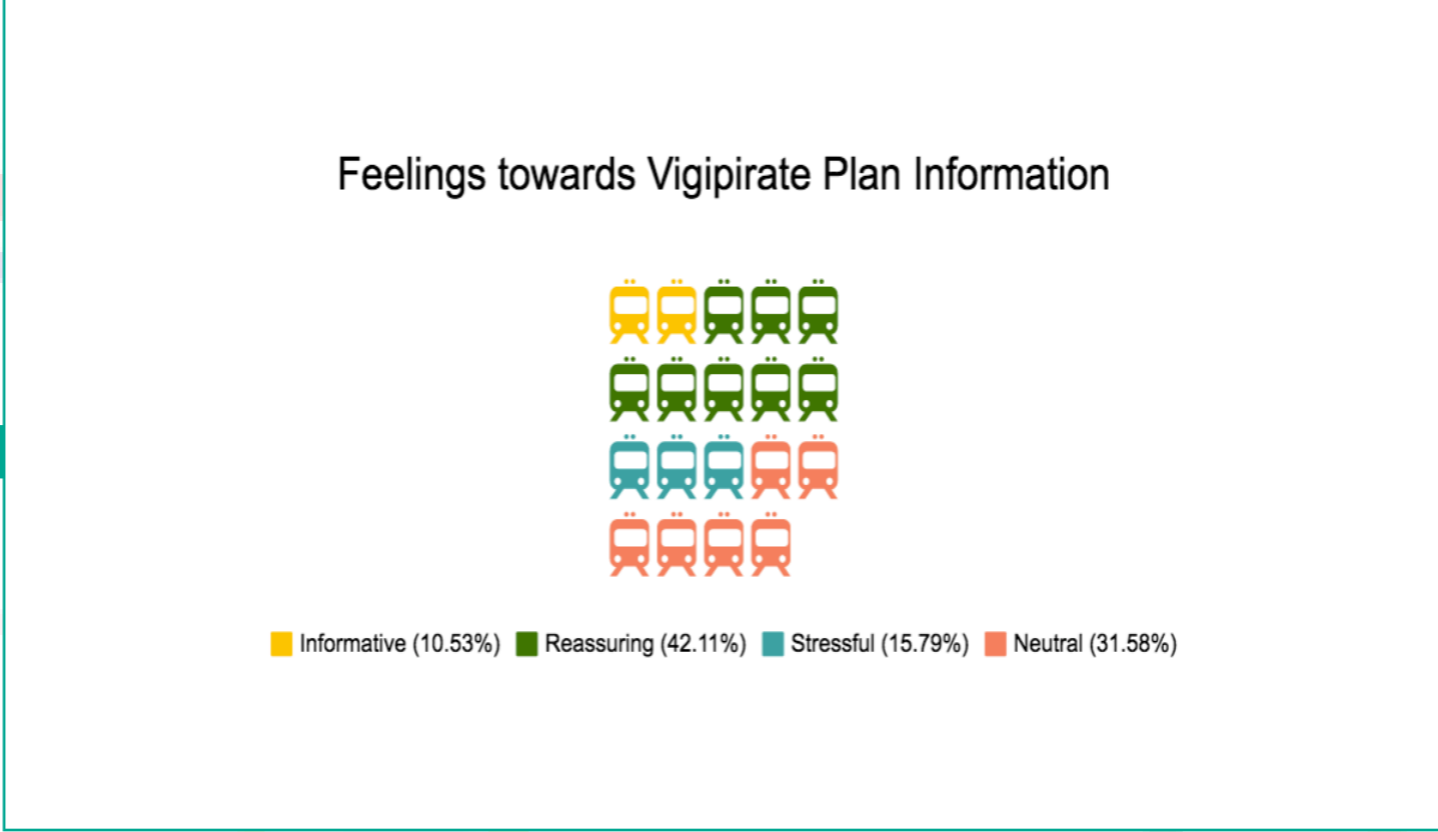 Feelings towards Vigipirate Plan Information
Informative (10.53%) Reassuring (42.11%) Stressful (15.79%) Neutral (31.58%)